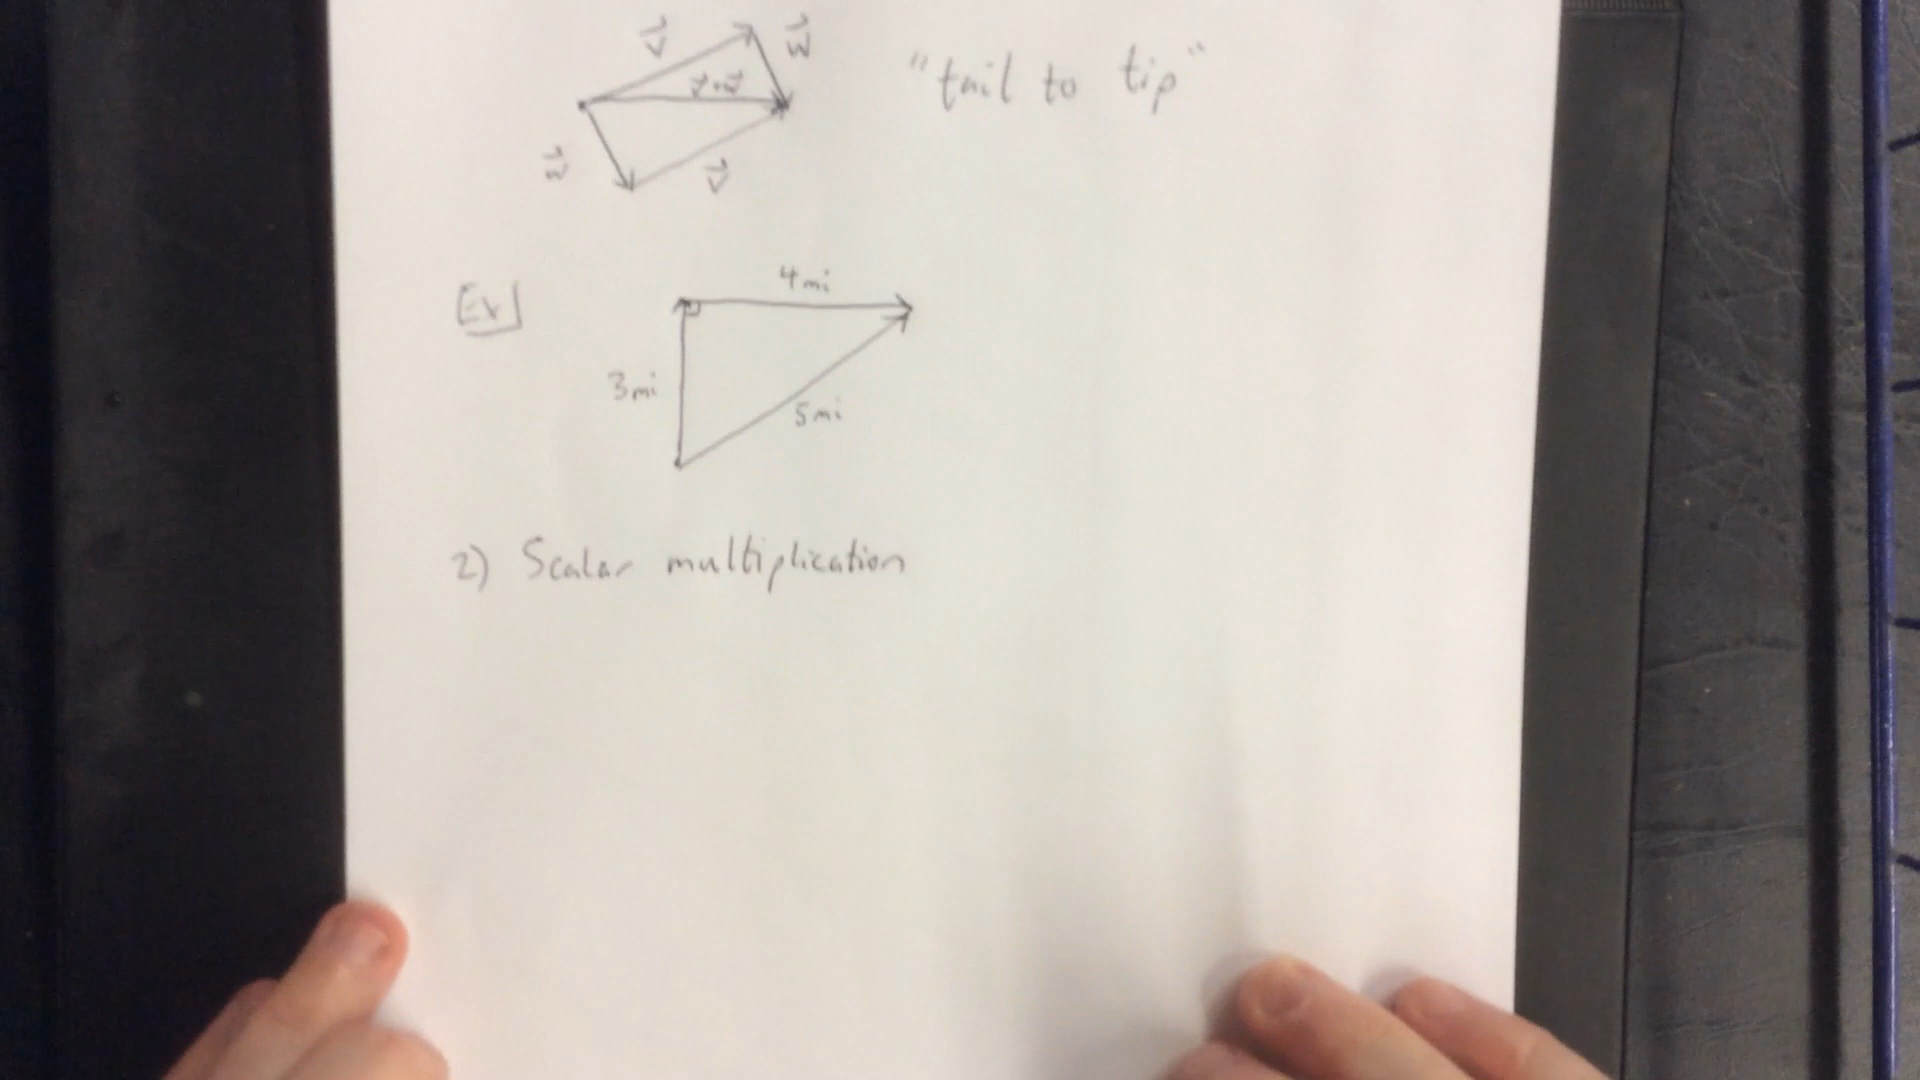 v⃗ w⃗
v⃗+w⃗
"tail to tip"
w⃗ v⃗
Ex
4mi
3mi
5mi
2) Scalar multiplication